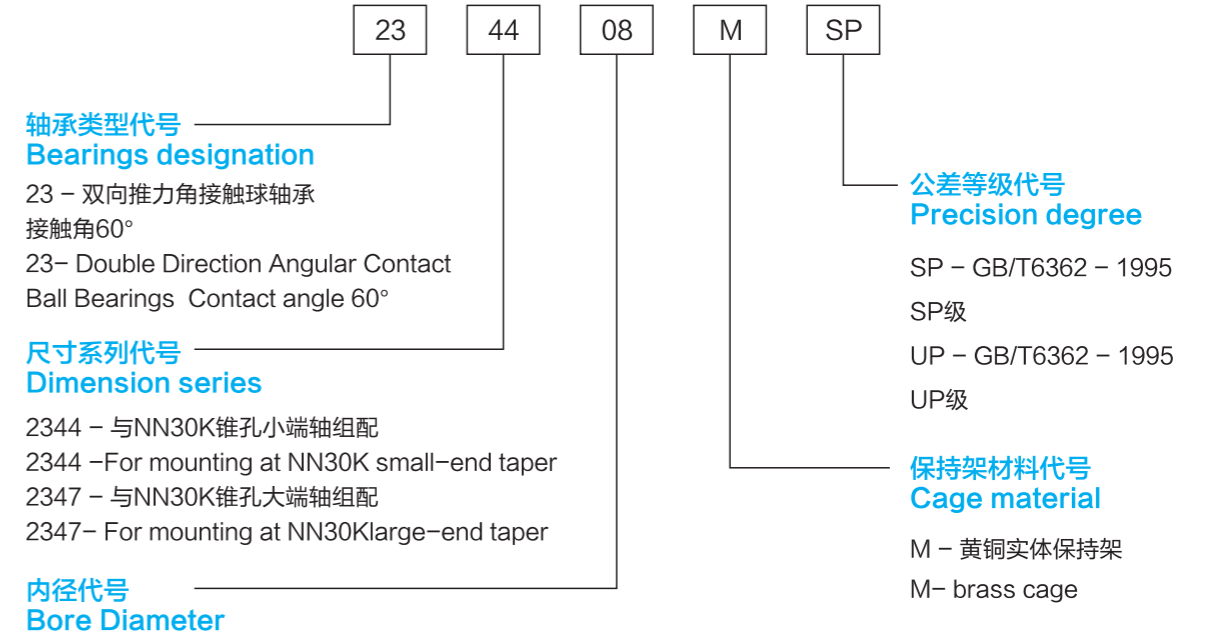 23 44 08 M SP
轴承类型代号
Bearings designation
23 – 双向推力角接触球轴承
接触角60°
23– Double Direction Angular Contact
Ball Bearings Contact angle 60°
尺寸系列代号
Dimension series
2344 – 与NN30K锥孔小端轴组配
2344 –For mounting at NN30K small–end taper
2347 – 与NN30K锥孔大端轴组配
2347– For mounting at NN30Klarge–end taper
内径代号
Bore Diameter
公差等级代号
Precision degree
SP – GB/T6362 – 1995
SP级
UP – GB/T6362 – 1995
UP级
保持架材料代号
Cage material
M – 黄铜实体保持架
M– brass cage